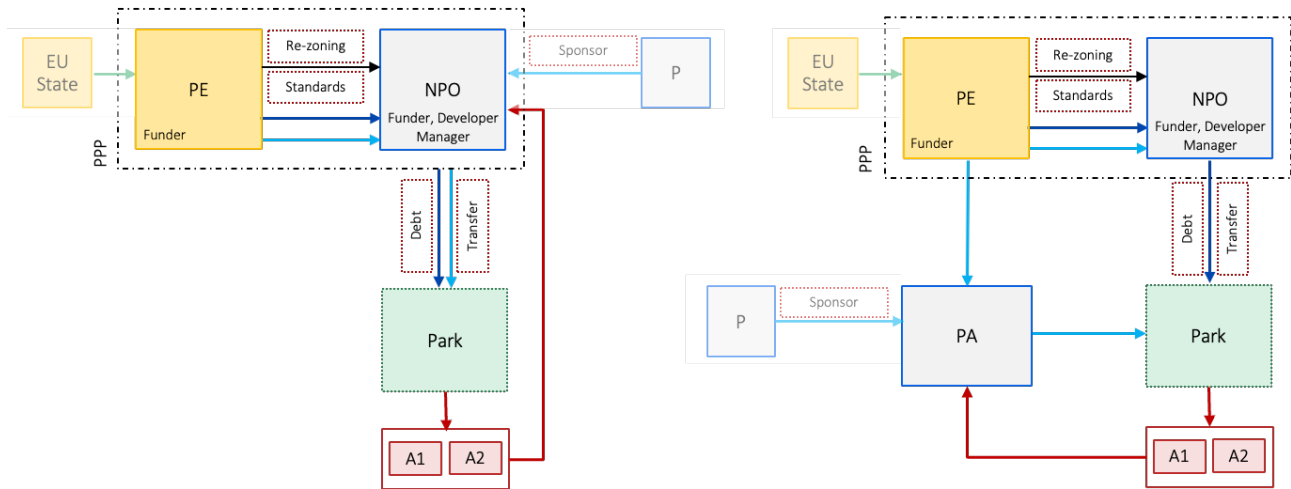 EU
State
PE
Funder
Re-zoning
Standards
NPO
Funder, Developer
Manager
Sponsor
P
PPP
Debt
Transfer
Park
A1
A2
EU
State
PE
Funder
Re-zoning
Standards
NPO
Funder, Developer
Manager
PPP
Debt
Transfer
P
Sponsor
PA
Park
A1
A2